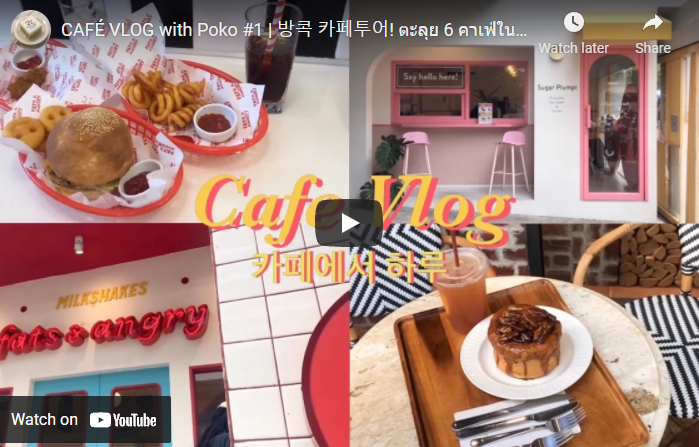 CAFÉ VLOG with Poko #1 | 방콕 카페투어! ตะลุย 6 คาเฟ่ใน...
Watch later
Share
Say hello here!
Sugar Plump!
Cafe Vlog
카페에서 하루
MILKSHAKES
fats & angry
Watch on YouTube